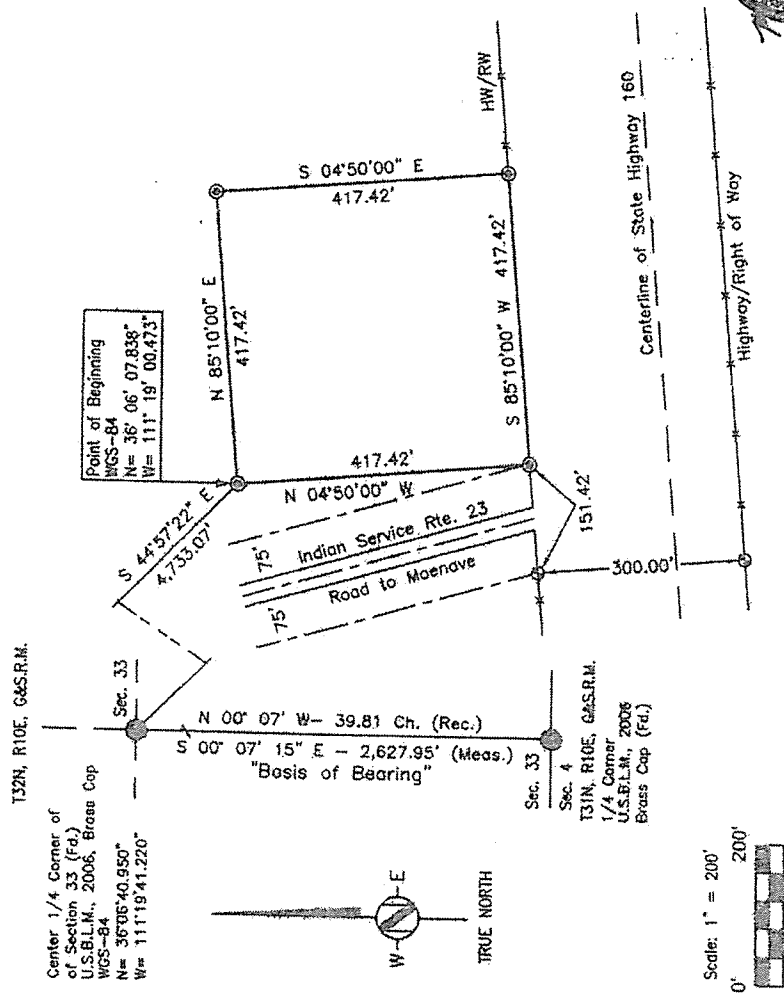 T32N, R10E, G&S.R.M.
Center 1/4 Corner of
of Section 33 (Fd.)
U.S.B.L.M., 2006, Brass Cap
WGS-84
N= 36°06'40.950"
W= 111°19'41.220"
Sec. 33
S 44°57'22" E
4,733.07'
Point of Beginning
WGS-84
N= 36° 06' 07.838"
W= 111° 19' 00.473"
N 85°10'00" E
417.42'
S 04°50'00" E
417.42'
417.42'
N 04°50'00" W
S 85°10'00" W 417.42'
HW/RW
75'
Indian Service Rte. 23
Road to Moenave
75'
151.42'
300.00'
Centerline of State Highway 160
Highway/Right of Way
N 00° 07' W- 39.81 Ch. (Rec.)
S 00° 07' 15" E - 2,627.95' (Meas.)
"Basis of Bearing"
Sec. 33
Sec. 4
T31N, R10E, G&S.R.M.
1/4 Corner
U.S.B.L.M., 2006
Brass Cap (Fd.)
W E
TRUE NORTH
Scale: 1" = 200'
0' 200'